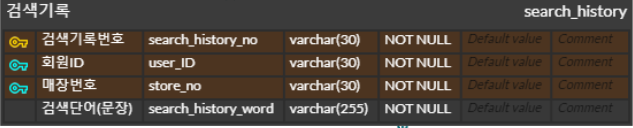 검색기록 search_history
검색기록번호 search_history_no varchar(30) NOT NULL Default value Comment
회원ID user_ID varchar(30) NOT NULL Default value Comment
매장번호 store_no varchar(30) NOT NULL Default value Comment
검색단어(문장) search_history_word varchar(255) NOT NULL Default value Comment